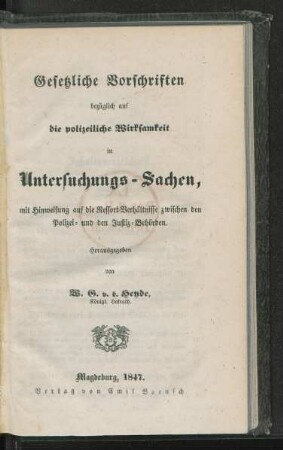 Gesetzliche Vorschriften
bezüglich auf
die polizeiliche Wirksamkeit
in
Untersuchungs-Sachen,
mit Hinweisung auf die Ressort-Verhältnisse zwischen den
Polizei- und den Justiz-Behörden.
Herausgegeben
von
W. G. v. d. Heyde,
Königl. Hofrath.
Magdeburg, 1847.
Verlag von Emil Baensch